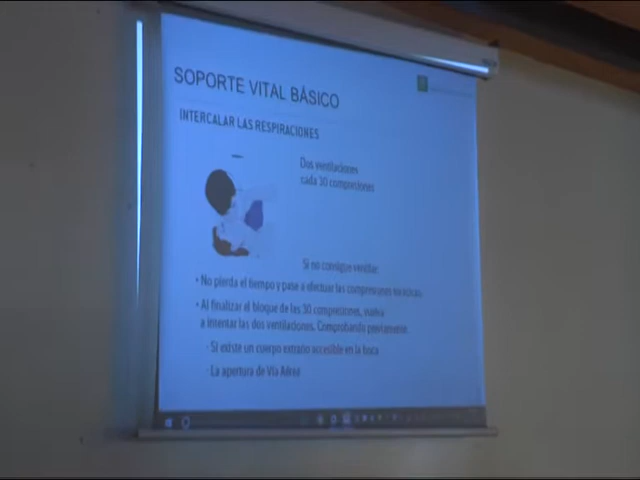 SOPORTE VITAL BÁSICO
INTERCALAR LAS RESPIRACIONES
Dos ventilaciones
cada 30 compresiones
Si no consigue ventilar:
• No pierda el tiempo y pase a efectuar las compresiones torácicas.
• Al finalizar el bloque de las 30 compresiones, vuelva
a intentar las dos ventilaciones. Comprobando previamente
- Si existe un cuerpo extraño accesible en la boca
- La apertura de Vía Aérea